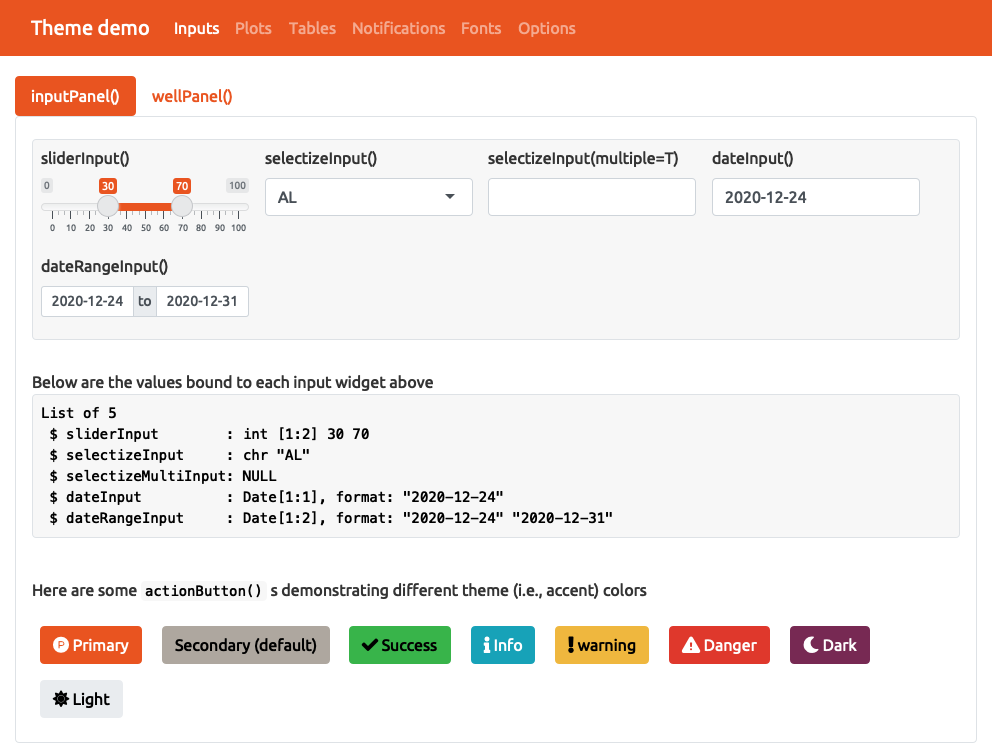 Theme demo Inputs Plots Tables Notifications Fonts Options
inputPanel() wellPanel()
sliderInput() selectizeInput() selectizeInput(multiple=T) dateInput()
0 30 70 100
AL 2020-12-24
0 10 20 30 40 50 60 70 80 90 100
dateRangeInput()
2020-12-24 to 2020-12-31
Below are the values bound to each input widget above
List of 5
$ sliderInput : int [1:2] 30 70
$ selectizeInput : chr "AL"
$ selectizeMultiInput: NULL
$ dateInput : Date[1:1], format: "2020-12-24"
$ dateRangeInput : Date[1:2], format: "2020-12-24" "2020-12-31"
Here are some actionButton() s demonstrating different theme (i.e., accent) colors
Primary Secondary (default) Success Info warning Danger Dark
Light